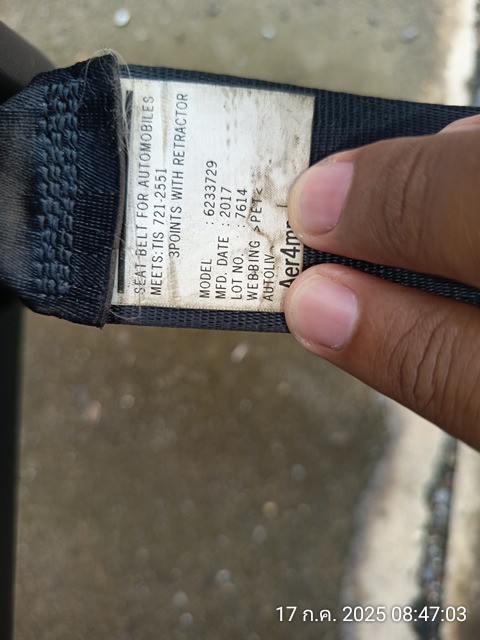 SEAT BELT FOR AUTOMOBILES
MEETS:TIS 721-2551
3POINTS WITH RETRACTOR
MODEL : 6233729
MFD. DATE : 2017
LOT NO. : 7614
WEBBING >PET<
AUTOLIV
17 ก.ค. 2025 08:47:03